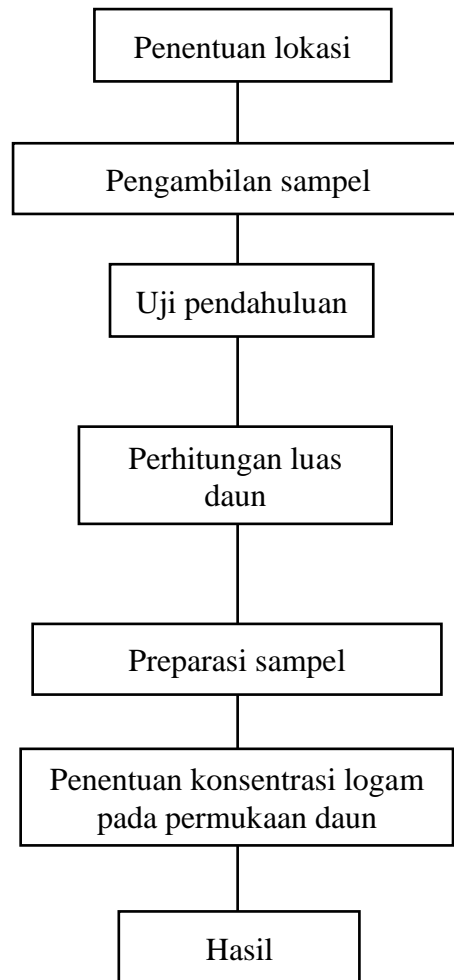 Penentuan lokasi
Pengambilan sampel
Uji pendahuluan
Perhitungan luas
daun
Preparasi sampel
Penentuan konsentrasi logam
pada permukaan daun
Hasil